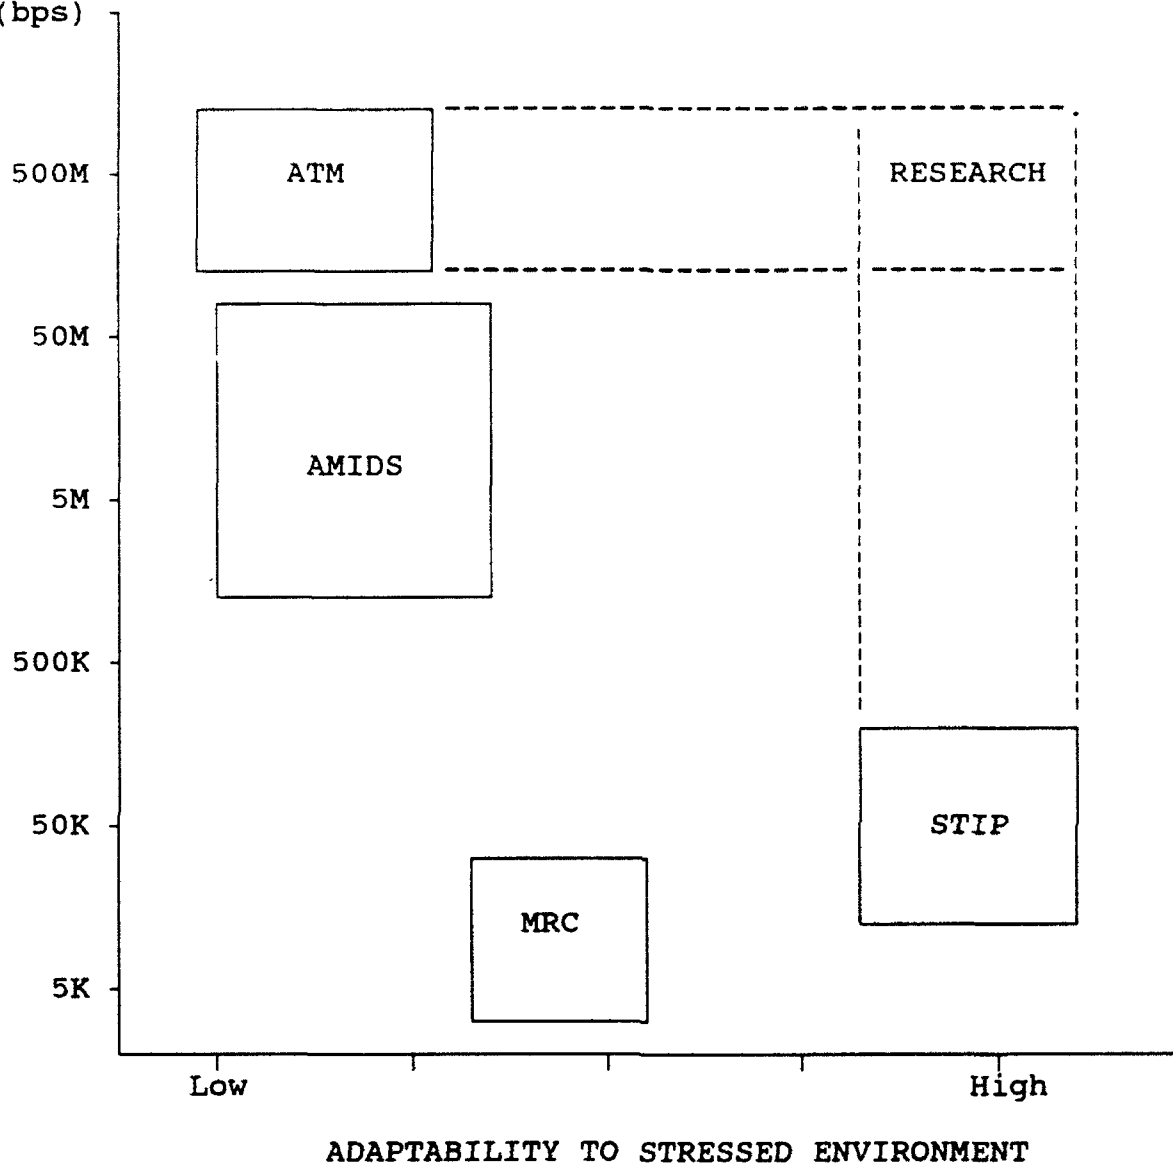 (bps)
ATM
RESEARCH
500M
50M
AMIDS
5M
500K
50K
STIP
MRC
5K
Low
High
ADAPTABILITY TO STRESSED ENVIRONMENT